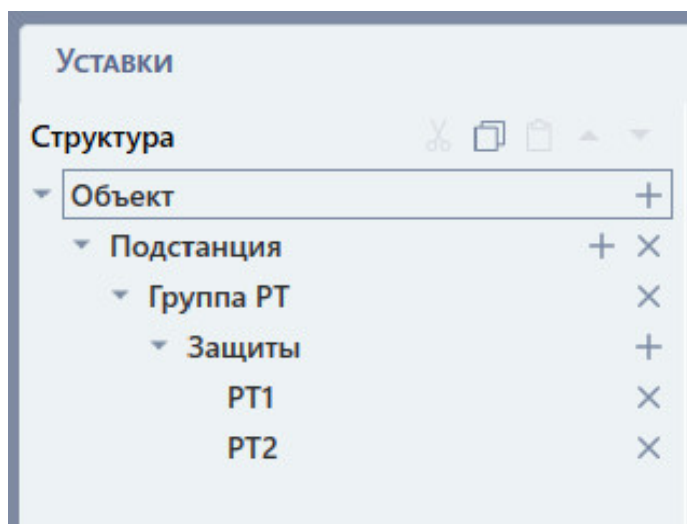 Уставки
Структура
Объект
Подстанция
Группа РТ
Защиты
РТ1
РТ2